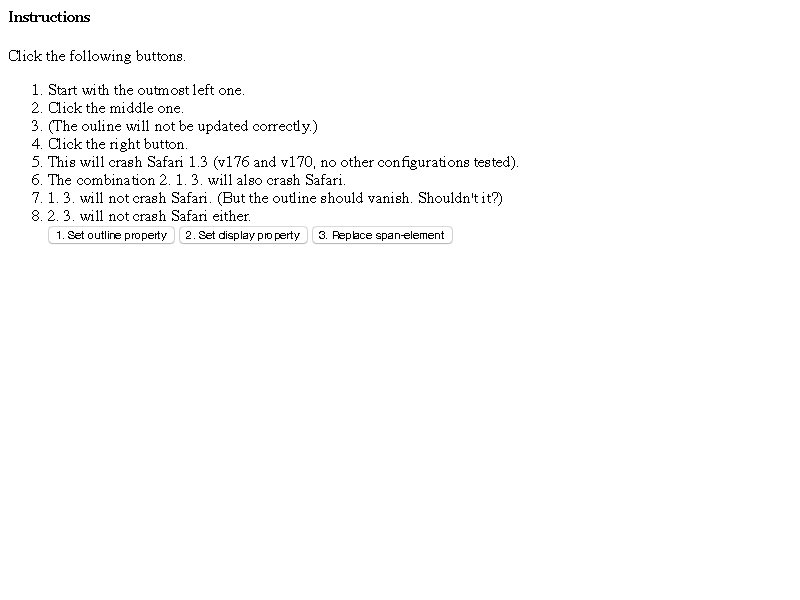 Instructions
Click the following buttons.
1. Start with the outmost left one.
2. Click the middle one.
3. (The ouline will not be updated correctly.)
4. Click the right button.
5. This will crash Safari 1.3 (v176 and v170, no other configurations tested).
6. The combination 2. 1. 3. will also crash Safari.
7. 1. 3. will not crash Safari. (But the outline should vanish. Shouldn't it?)
8. 2. 3. will not crash Safari either.
1. Set outline property 2. Set display property 3. Replace span-element